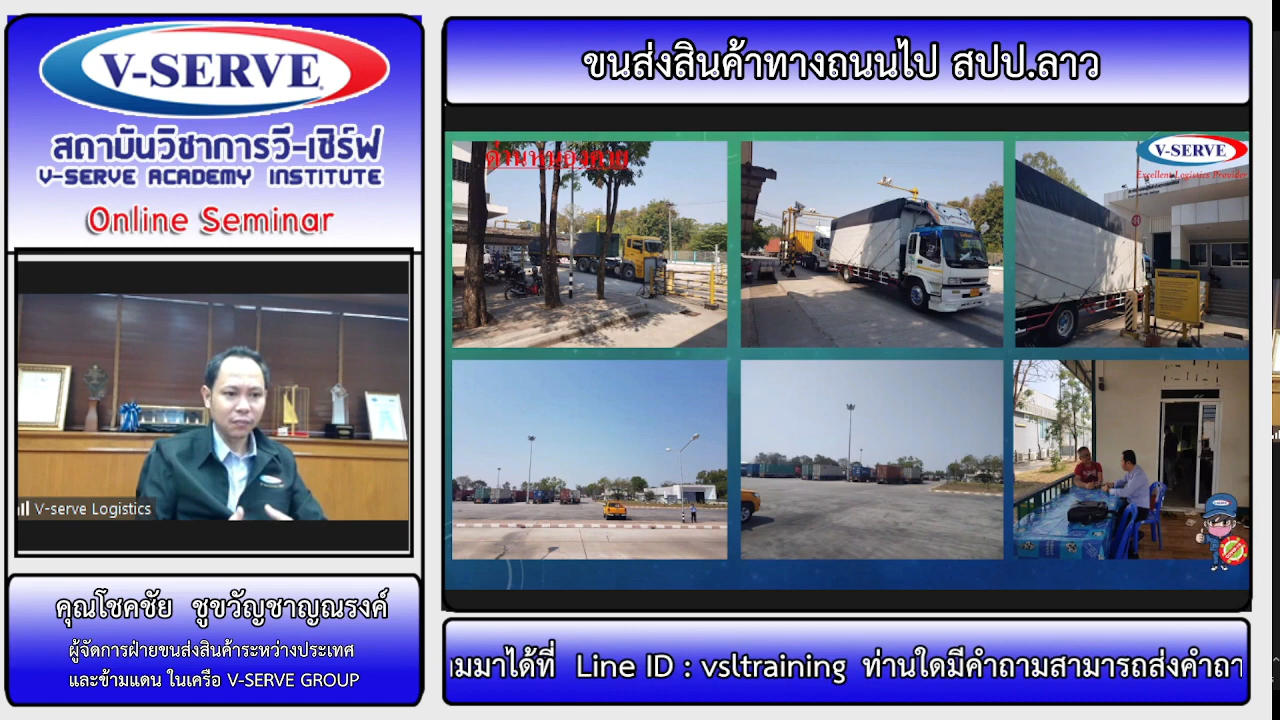 V-SERVE
สถาบันวิชาการวี-เซิร์ฟ
V-SERVE ACADEMY INSTITUTE
Online Seminar
V-serve Logistics
คุณโชคชัย ชูขวัญชาญณรงค์
ผู้จัดการฝ่ายขนส่งสินค้าระหว่างประเทศ
และข้ามแดน ในเครือ V-SERVE GROUP
ขนส่งสินค้าทางถนนไป สปป.ลาว
ด่านหนองคาย
V-SERVE
Excellent Logistics Provider
ามมาได้ที่ Line ID : vsltraining ท่านใดมีคำถามสามารถส่งคำถา